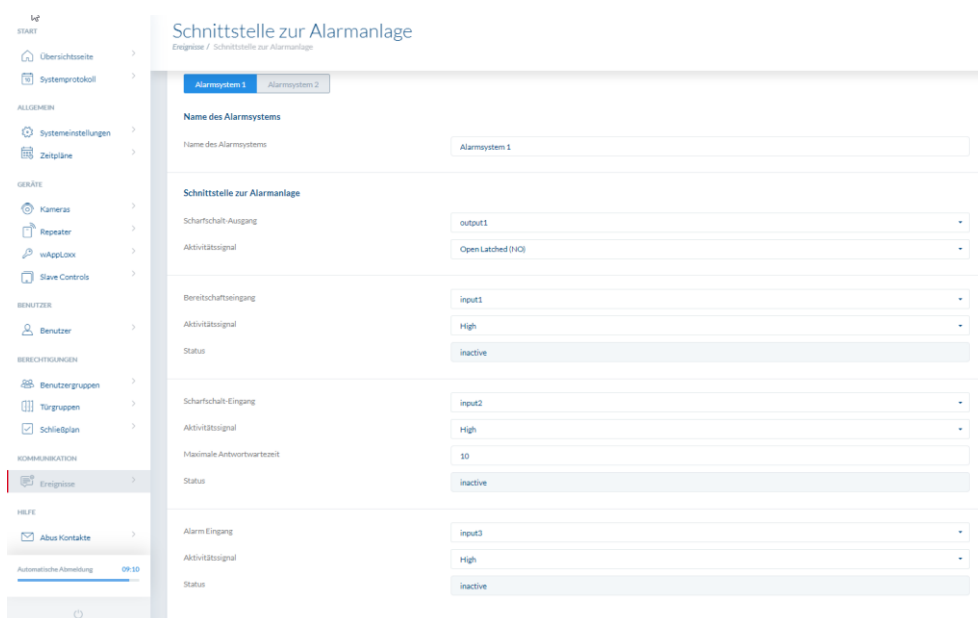 START
Übersichtsseite
Systemprotokoll
ALLGEMEIN
Systemeinstellungen
Zeitpläne
GERÄTE
Kameras
Repeater
wAppLoxx
Slave Controls
BENUTZER
Benutzer
BERECHTIGUNGEN
Benutzergruppen
Türgruppen
Schließplan
KOMMUNIKATION
Ereignisse
HILFE
Abus Kontakte
Automatische Abmeldung 09:10
Schnittstelle zur Alarmanlage
Ereignisse / Schnittstelle zur Alarmanlage
Alarmsystem 1 Alarmsystem 2
Name des Alarmsystems
Name des Alarmsystems Alarmsystem 1
Schnittstelle zur Alarmanlage
Scharfschalt-Ausgang output1
Aktivitätssignal Open Latched (NO)
Bereitschaftseingang input1
Aktivitätssignal High
Status inactive
Scharfschalt-Eingang input2
Aktivitätssignal High
Maximale Antwortwartezeit 10
Status inactive
Alarm Eingang input3
Aktivitätssignal High
Status inactive